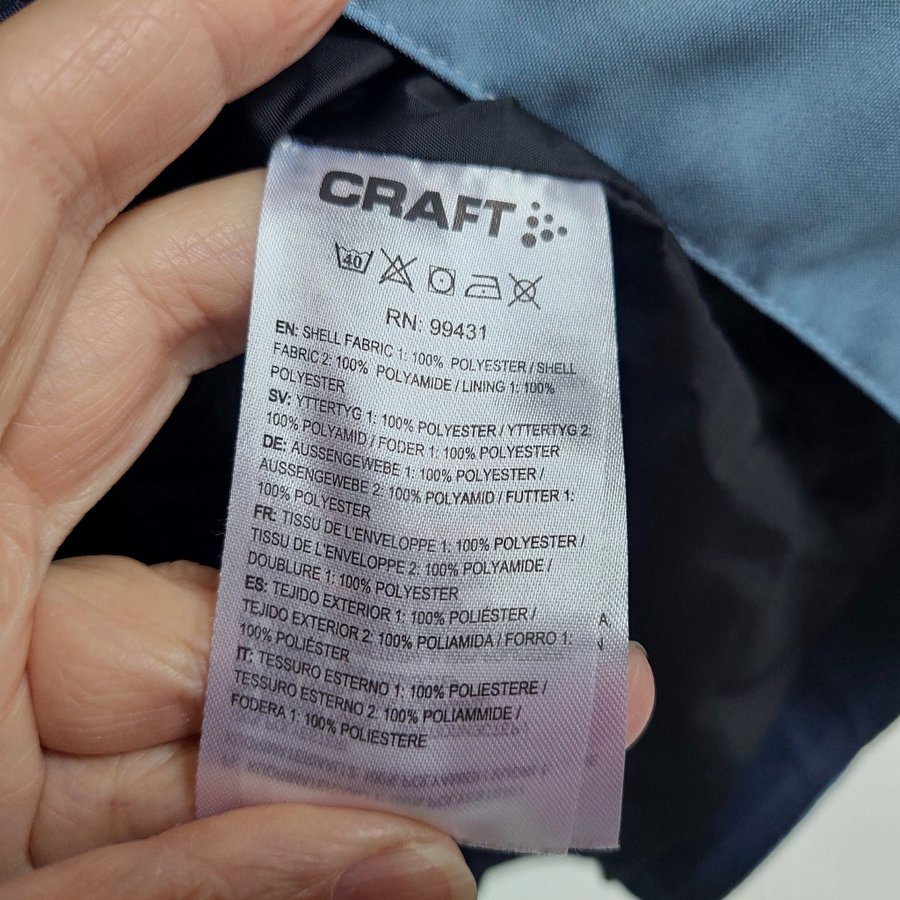 CRAFT
40
RN: 99431
EN: SHELL FABRIC 1: 100% POLYESTER / SHELL
FABRIC 2: 100% POLYAMIDE / LINING 1: 100%
POLYESTER
SV: YTTERTYG 1: 100% POLYESTER / YTTERTYG 2:
100% POLYAMID / FODER 1: 100% POLYESTER
DE: AUSSENGEWEBE 1: 100% POLYESTER /
AUSSENGEWEBE 2: 100% POLYAMID / FUTTER 1:
100% POLYESTER
FR: TISSU DE L'ENVELOPPE 1: 100% POLYESTER /
TISSU DE L'ENVELOPPE 2: 100% POLYAMIDE /
DOUBLURE 1: 100% POLYESTER
ES: TEJIDO EXTERIOR 1: 100% POLIÉSTER /
TEJIDO EXTERIOR 2: 100% POLIAMIDA / FORRO 1:
100% POLIÉSTER
IT: TESSUTO ESTERNO 1: 100% POLIESTERE /
TESSUTO ESTERNO 2: 100% POLIAMMIDE /
FODERA 1: 100% POLIESTERE